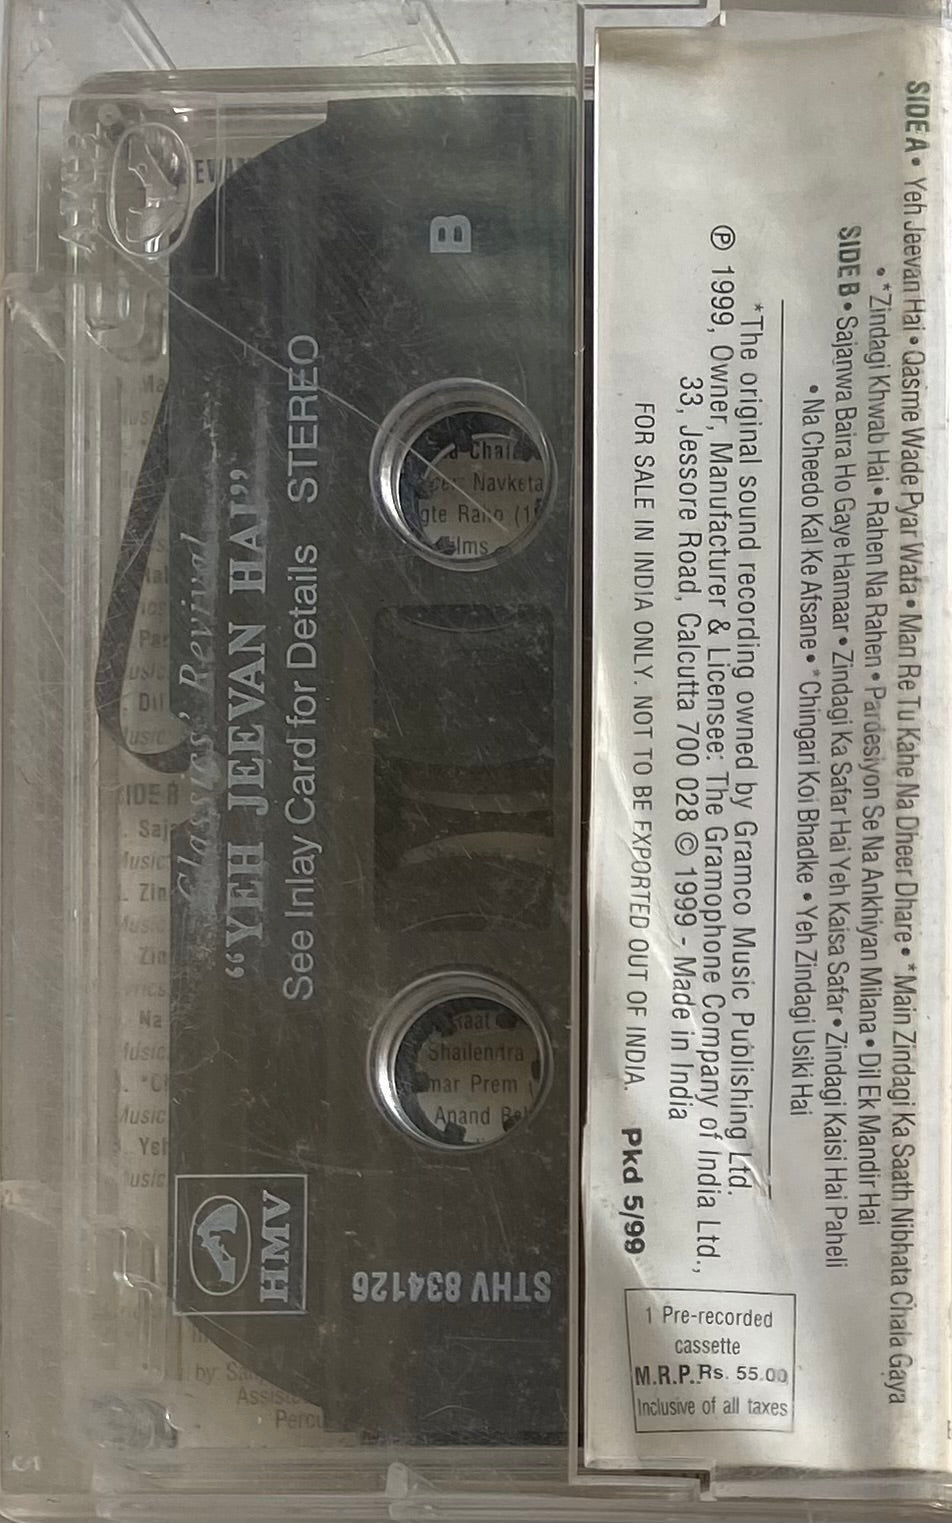 SIDE A • Yeh Jeevan Hai • Qasme Wade Pyar Wafa • Man Re Tu Kahe Na Dheer Dhare • *Main Zindagi Ka Saath Nibhata Chala Gaya
• *Zindagi Khwab Hai • Rahen Na Rahen • Pardesiyon Se Na Ankhiyan Milana • Dil Ek Mandir Hai
SIDE B • Sajanwa Baira Ho Gaye Hamaar • Zindagi Ka Safar Hai Yeh Kaisa Safar • Zindagi Kaisi Hai Paheli
• Na Cheedo Kal Ke Afsane • *Chingari Koi Bhadke • Yeh Zindagi Usiki Hai
*The original sound recording owned by Gramco Music Publishing Ltd.
℗ 1999, Owner, Manufacturer & Licensee: The Gramophone Company of India Ltd.,
33, Jessore Road, Calcutta 700 028 © 1999 - Made in India
FOR SALE IN INDIA ONLY. NOT TO BE EXPORTED OUT OF INDIA.
Pkd 5/99
1 Pre-recorded
cassette
M.R.P.Rs. 55.00
Inclusive of all taxes
B
Classics Revival
"YEH JEEVAN HAI"
See Inlay Card for Details STEREO
HMV
STHV 834126
Navketa
Shailendra
Prem
Anand